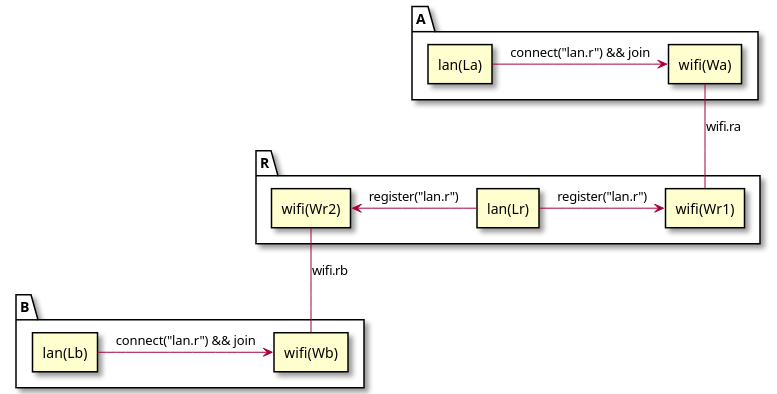 A
lan(La)
connect("lan.r") && join
wifi(Wa)
wifi.ra
R
wifi(Wr2)
register("lan.r")
lan(Lr)
register("lan.r")
wifi(Wr1)
wifi.rb
B
lan(Lb)
connect("lan.r") && join
wifi(Wb)